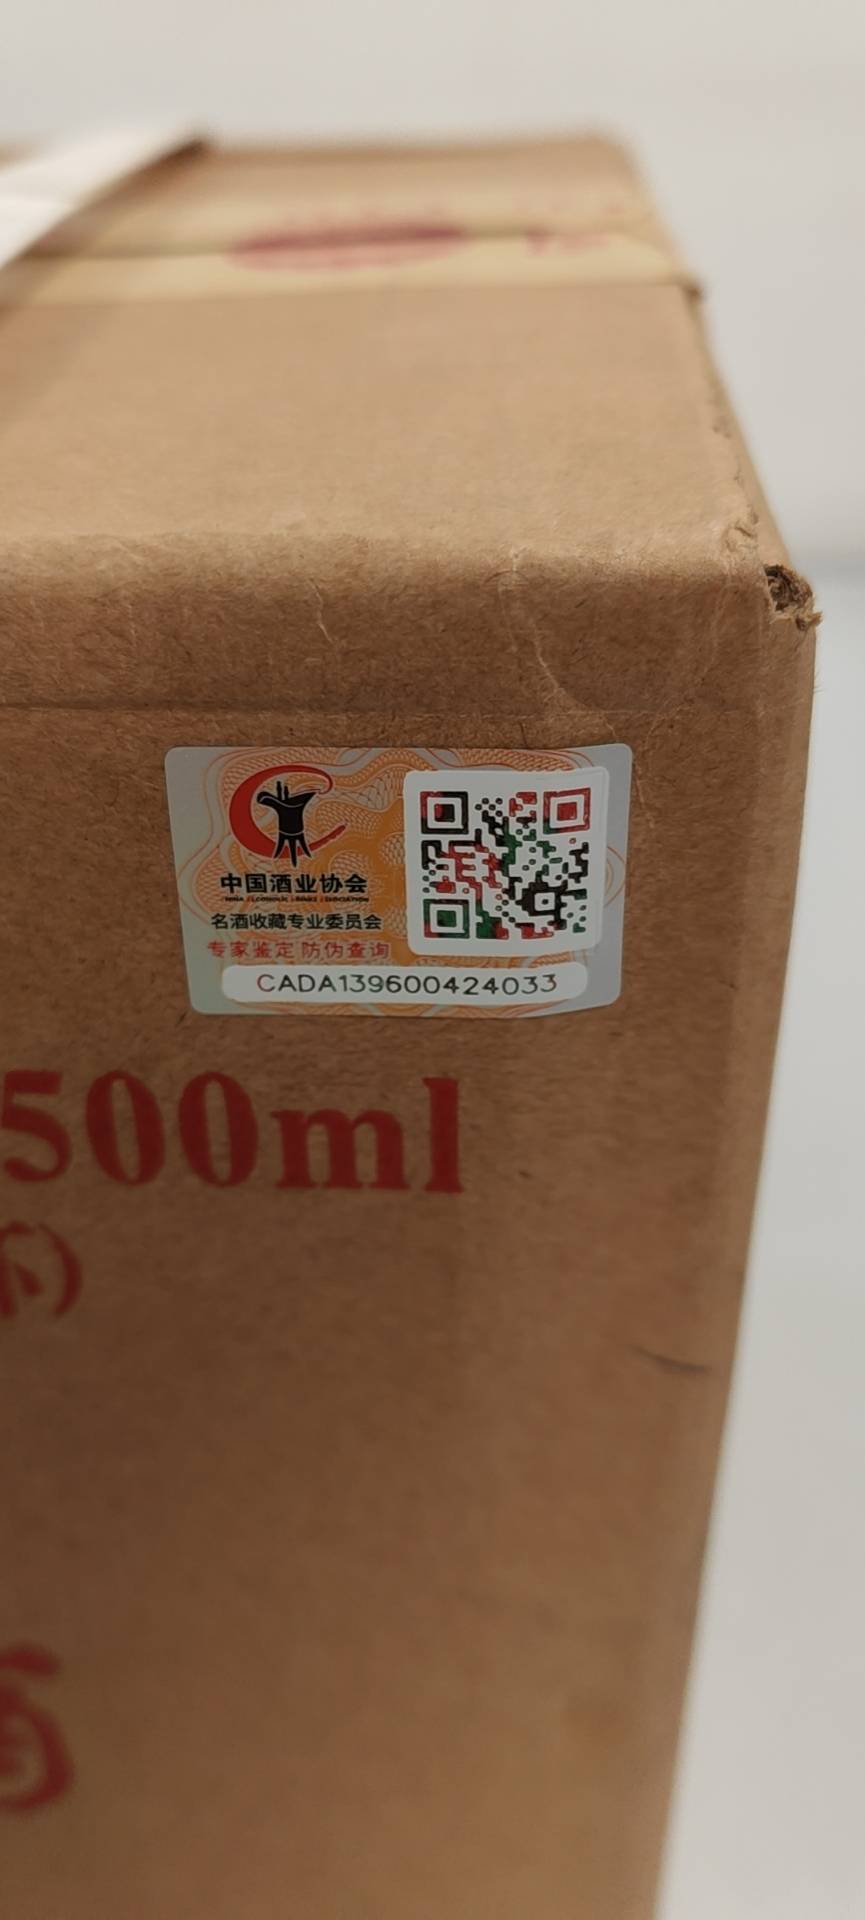 中国酒业协会
名酒收藏专业委员会
专家鉴定 防伪查询
CADA139600424033
500ml